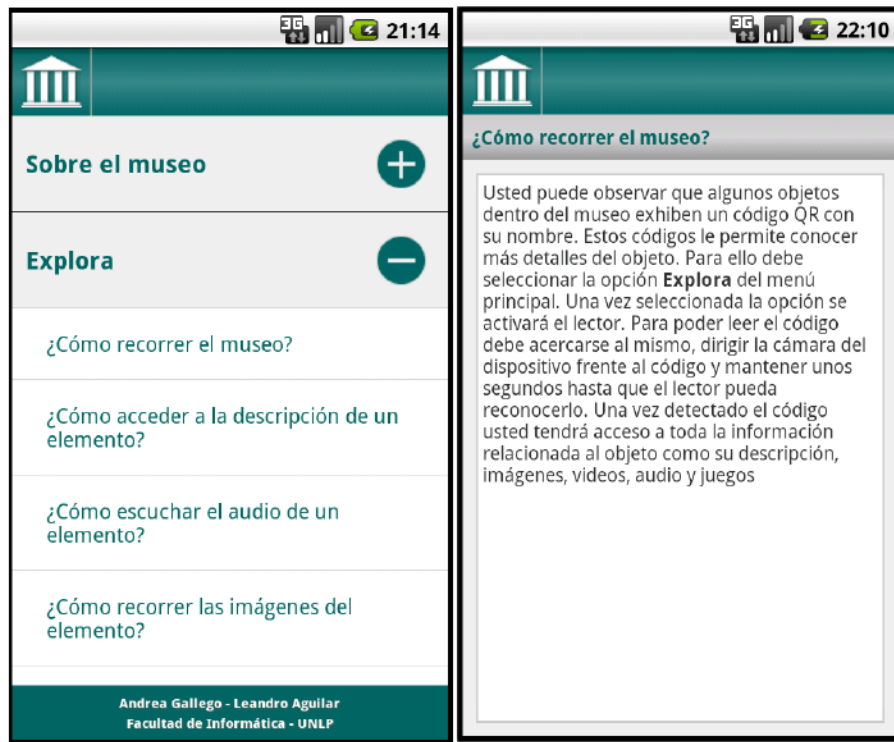 3G 21:14
Sobre el museo
Explora
¿Cómo recorrer el museo?
¿Cómo acceder a la descripción de un
elemento?
¿Cómo escuchar el audio de un
elemento?
¿Cómo recorrer las imágenes del
elemento?
Andrea Gallego - Leandro Aguilar
Facultad de Informática - UNLP
3G 22:10
¿Cómo recorrer el museo?
Usted puede observar que algunos objetos
dentro del museo exhiben un código QR con
su nombre. Estos códigos le permite conocer
más detalles del objeto. Para ello debe
seleccionar la opción Explora del menú
principal. Una vez seleccionada la opción se
activará el lector. Para poder leer el código
debe acercarse al mismo, dirigir la cámara del
dispositivo frente al código y mantener unos
segundos hasta que el lector pueda
reconocerlo. Una vez detectado el código
usted tendrá acceso a toda la información
relacionada al objeto como su descripción,
imágenes, videos, audio y juegos